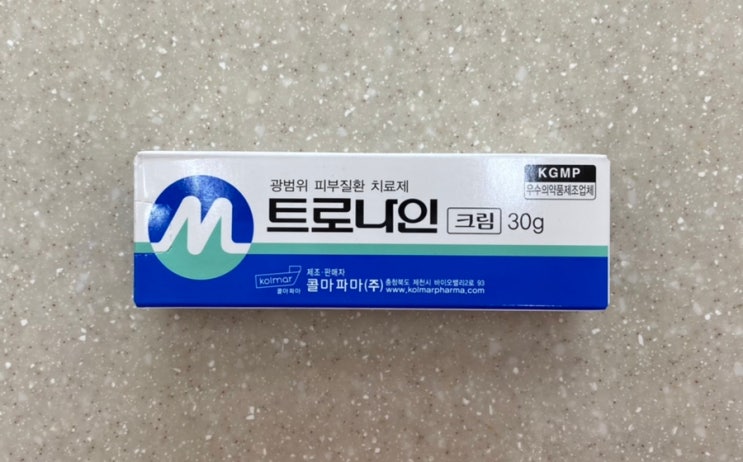 KGMP
우수의약품제조업체
광범위 피부질환 치료제
M
트로나인 크림 30g
kolmar
콜마파마
제조·판매자
콜마파마(주) 충청북도 제천시 바이오밸리2로 93
www.kolmarpharma.com